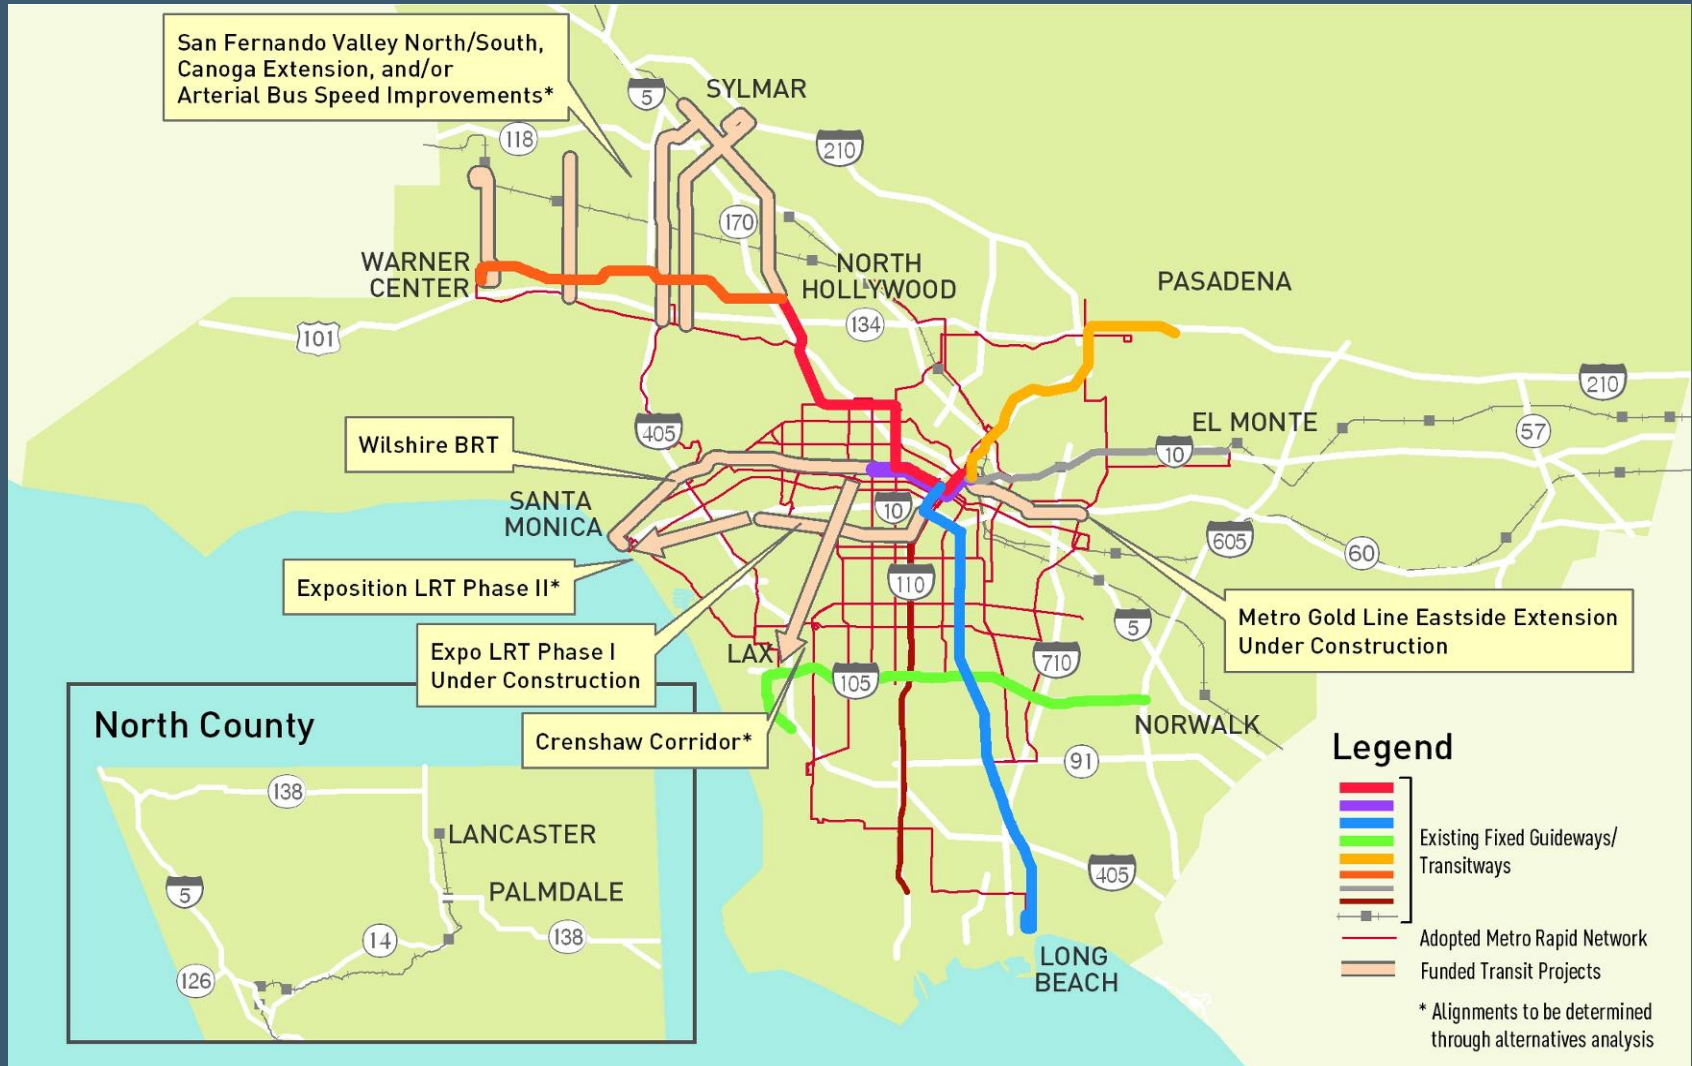 San Fernando Valley North/South,
Canoga Extension, and/or
Arterial Bus Speed Improvements*
5
SYLMAR
118
210
170
WARNER
CENTER
NORTH
HOLLYWOOD
PASADENA
101
134
210
405
Wilshire BRT
EL MONTE
10
57
SANTA
MONICA
10
605
60
Exposition LRT Phase II*
110
Metro Gold Line Eastside Extension
Under Construction
5
Expo LRT Phase I
Under Construction
LAX
105
710
NORWALK
Crenshaw Corridor*
91
405
LONG
BEACH
North County
138
LANCASTER
5
PALMDALE
14
138
126
Legend
Existing Fixed Guideways/
Transitways
Adopted Metro Rapid Network
Funded Transit Projects
* Alignments to be determined
through alternatives analysis